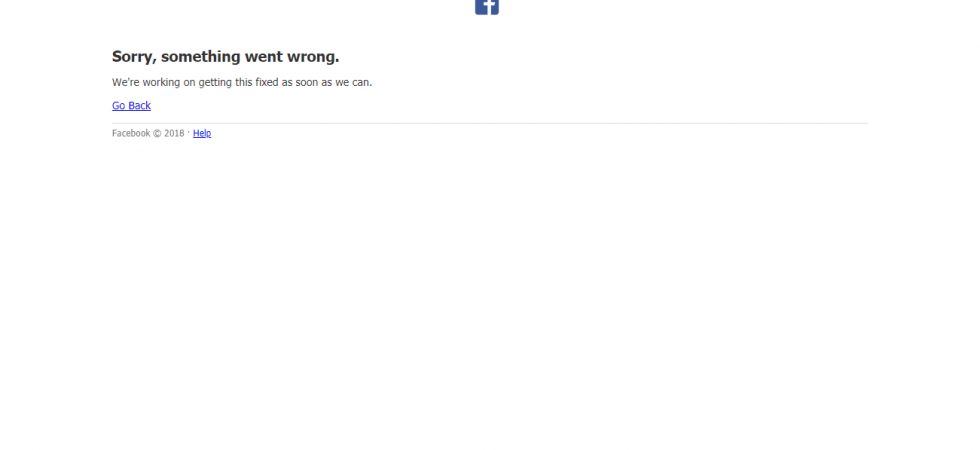 Sorry, something went wrong.
We're working on getting this fixed as soon as we can.
Go Back
Facebook © 2018 · Help